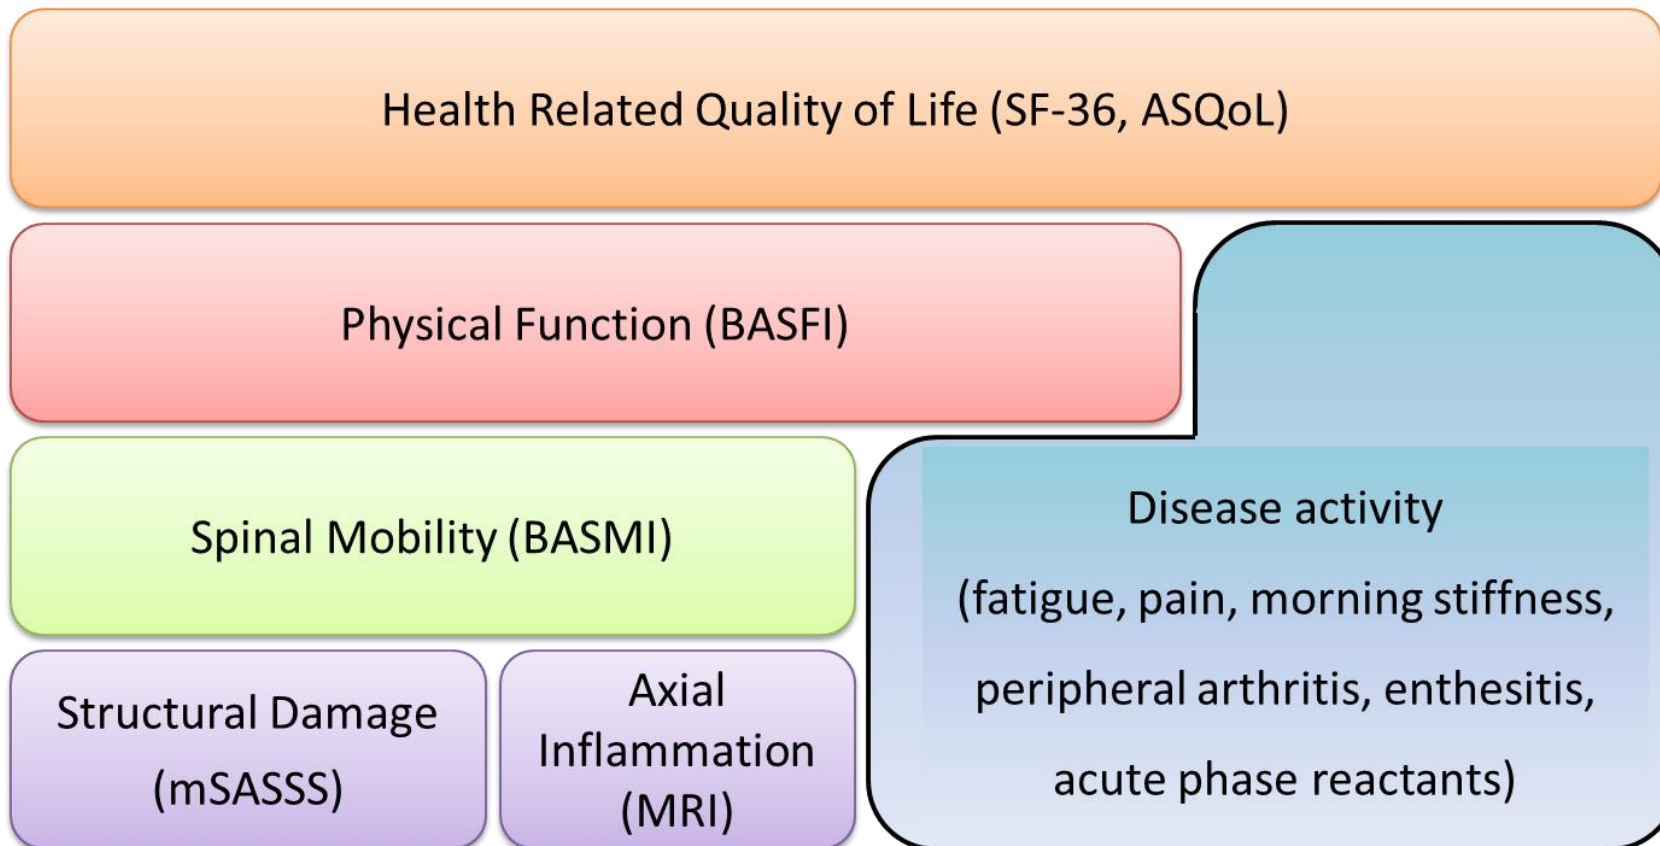 Health Related Quality of Life (SF-36, ASQoL)
Physical Function (BASFI)
Spinal Mobility (BASMI)
Structural Damage
(mSASSS)
Axial
Inflammation
(MRI)
Disease activity
(fatigue, pain, morning stiffness,
peripheral arthritis, enthesitis,
acute phase reactants)